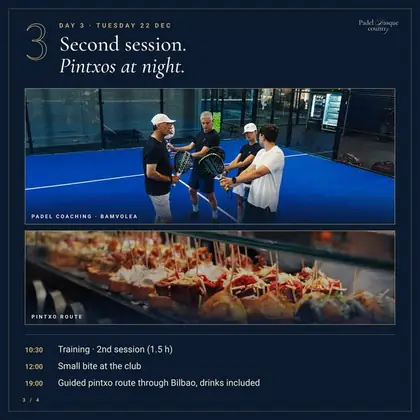 3
DAY 3 · TUESDAY 22 DEC
Padel Basque
country
Second session.
Pintxos at night.
PADEL COACHING · BAMVOLEA
PINTXO ROUTE
10:30 Training · 2nd session (1.5 h)
12:00 Small bite at the club
19:00 Guided pintxo route through Bilbao, drinks included
3 / 4